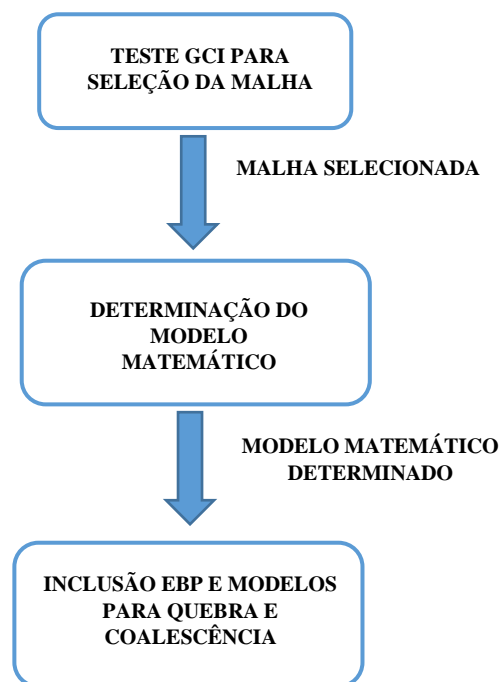 TESTE GCI PARA
SELEÇÃO DA MALHA
MALHA SELECIONADA
DETERMINAÇÃO DO
MODELO
MATEMÁTICO
MODELO MATEMÁTICO
DETERMINADO
INCLUSÃO EBP E MODELOS
PARA QUEBRA E
COALESCÊNCIA